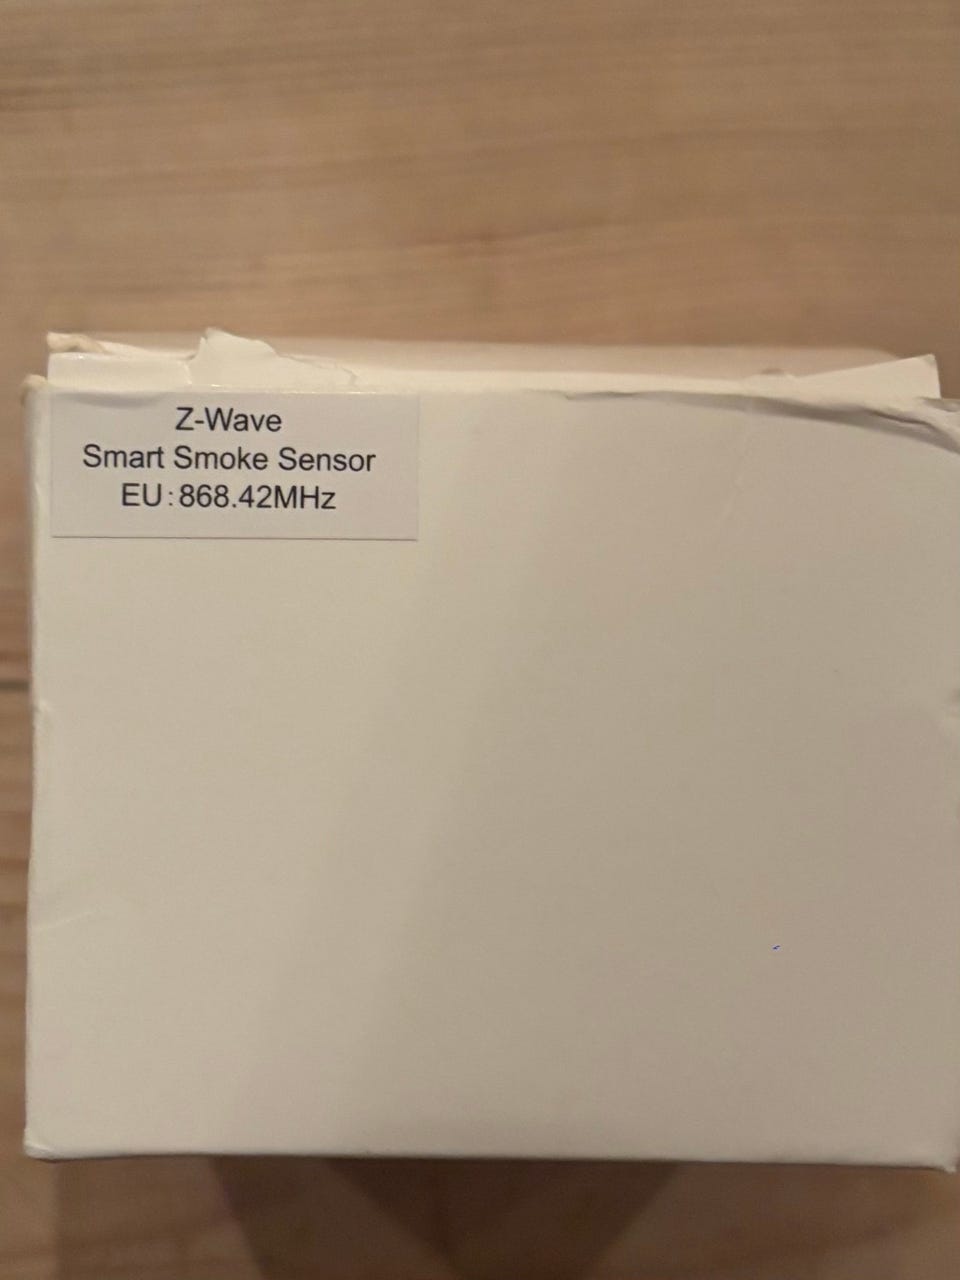 Z-Wave
Smart Smoke Sensor
EU:868.42MHz